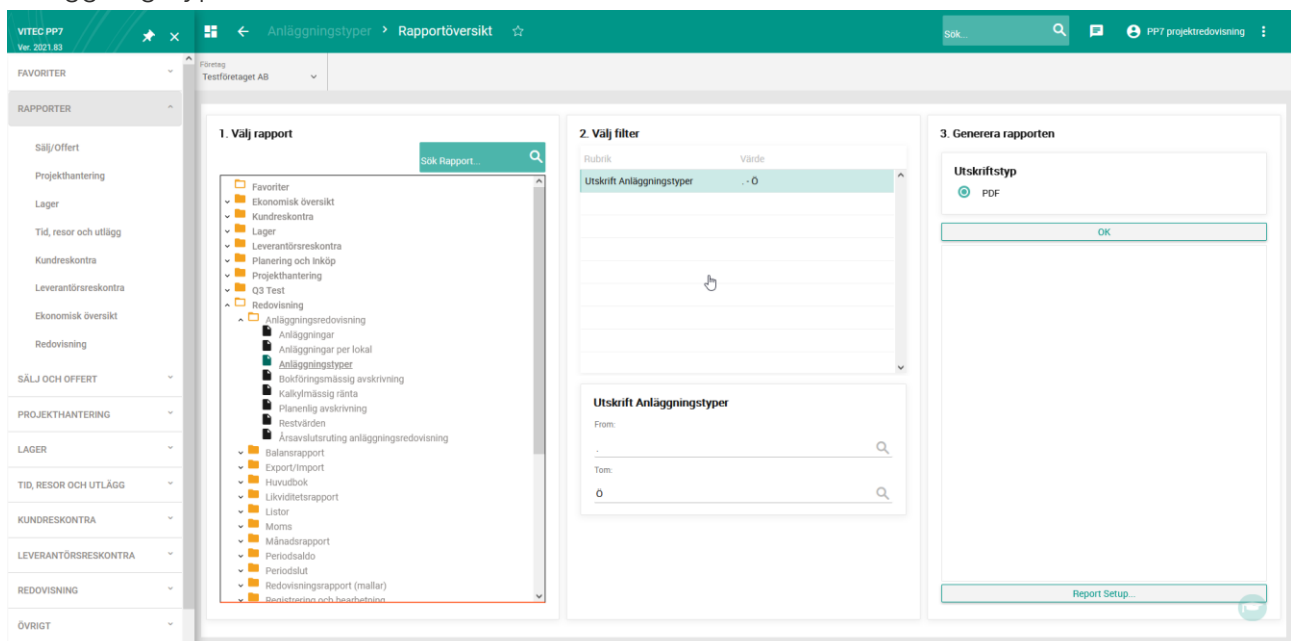 VITEC PP7
Ver. 2021.83
Anläggningstyper > Rapportöversikt
Sök...
PP7 projektredovisning
FAVORITER
Företag
Testföretaget AB
RAPPORTER
Sälj/Offert
Projekthantering
Lager
Tid, resor och utlägg
Kundreskontra
Leverantörsreskontra
Ekonomisk översikt
Redovisning
SÄLJ OCH OFFERT
PROJEKTHANTERING
LAGER
TID, RESOR OCH UTLÄGG
KUNDRESKONTRA
LEVERANTÖRSRESKONTRA
REDOVISNING
ÖVRIGT
1. Välj rapport
Sök Rapport...
Favoriter
Ekonomisk översikt
Kundreskontra
Lager
Leverantörsreskontra
Planering och Inköp
Projekthantering
Q3 Test
Redovisning
Anläggningsredovisning
Anläggningar
Anläggningar per lokal
Anläggningstyper
Bokföringsmässig avskrivning
Kalkylmässig ränta
Planenlig avskrivning
Restvärden
Årsavslutsruting anläggningsredovisning
Balansrapport
Export/Import
Huvudbok
Likviditetsrapport
Listor
Moms
Månadsrapport
Periodsaldo
Periodslut
Redovisningsrapport (mallar)
Registrering och bearbetning
2. Välj filter
Rubrik Värde
Utskrift Anläggningstyper . - Ö
Utskrift Anläggningstyper
From:
.
Tom:
Ö
3. Generera rapporten
Utskriftstyp
PDF
OK
Report Setup...